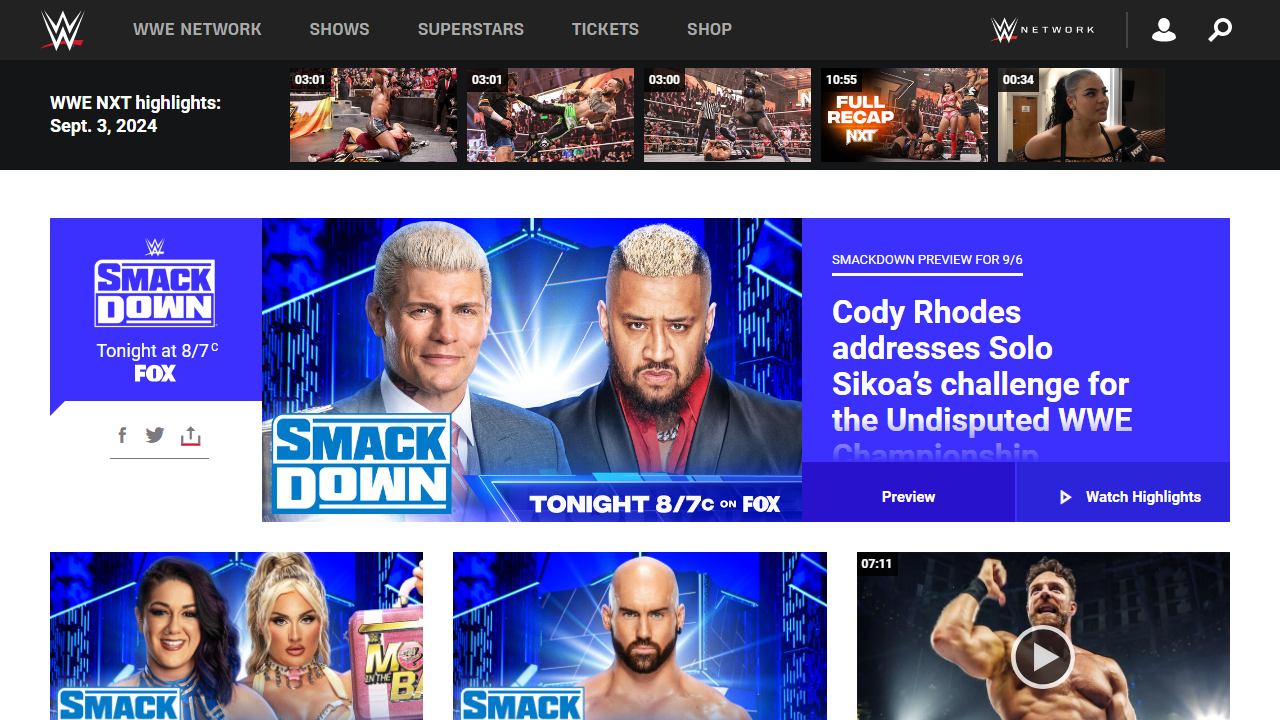 WWE NETWORK
SHOWS
SUPERSTARS
TICKETS
SHOP
NETWORK
WWE NXT highlights:
Sept. 3, 2024
03:01
03:01
03:00
10:55
FULL
RECAP
NXT
00:34
SMACK
DOWN
Tonight at 8/7c
FOX
SMACK
DOWN
TONIGHT 8/7C ON FOX
SMACKDOWN PREVIEW FOR 9/6
Cody Rhodes
addresses Solo
Sikoa’s challenge for
the Undisputed WWE
Championship
Preview
Watch Highlights
SMACK
SMACK
07:11